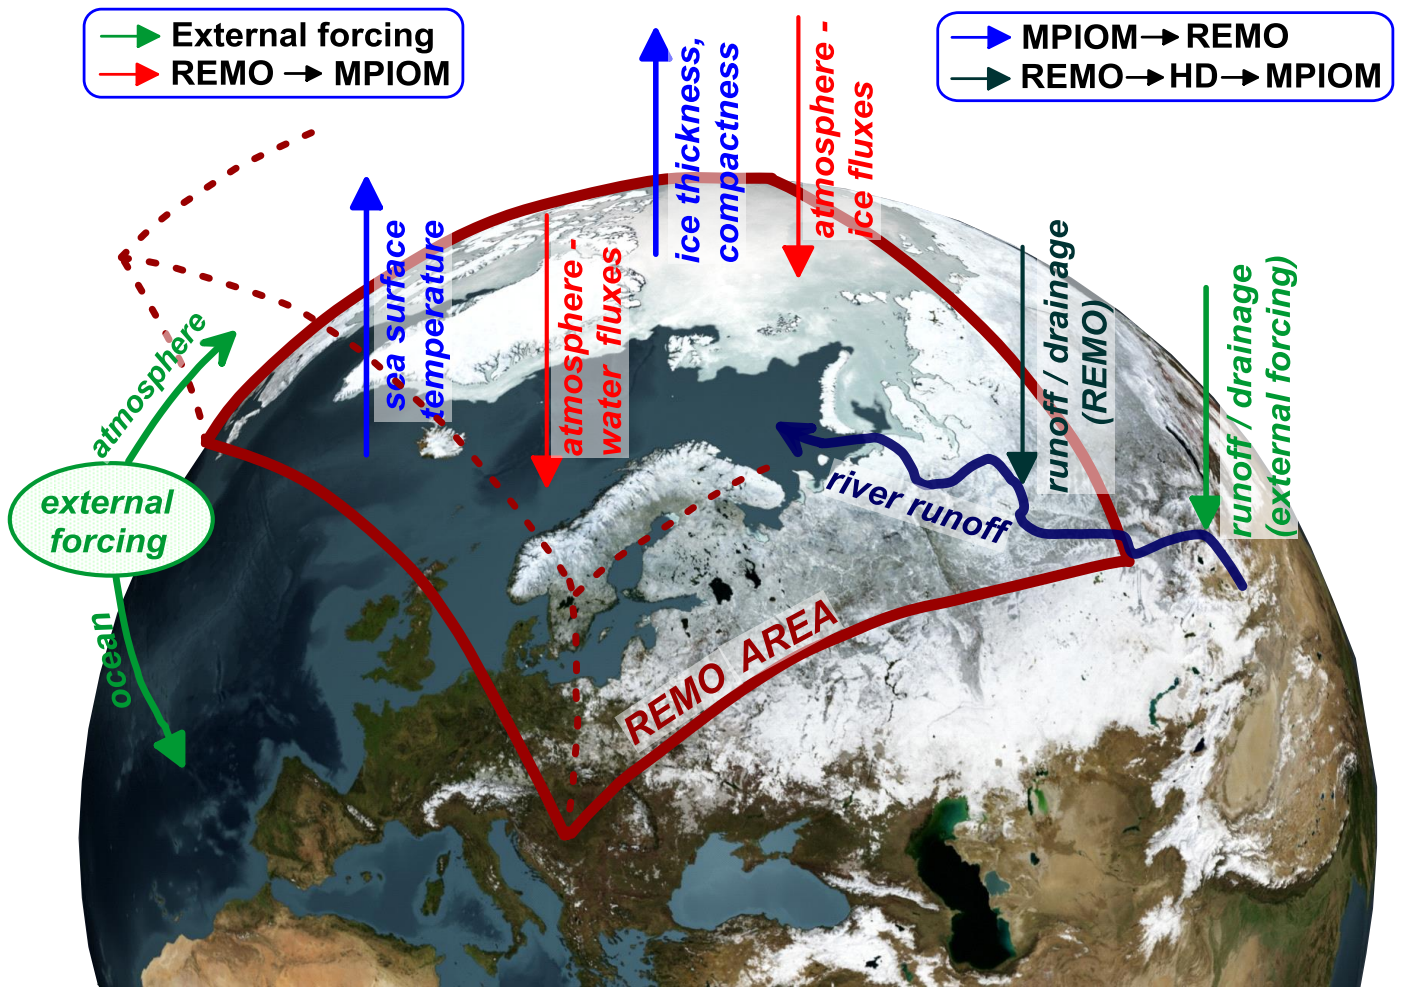 External forcing
REMO → MPIOM
MPIOM → REMO
REMO → HD → MPIOM
ice thickness,
compactness
atmosphere -
ice fluxes
sea surface
temperature
atmosphere -
water fluxes
runoff / drainage
(REMO)
runoff / drainage
(external forcing)
atmosphere
external
forcing
ocean
river runoff
REMO AREA